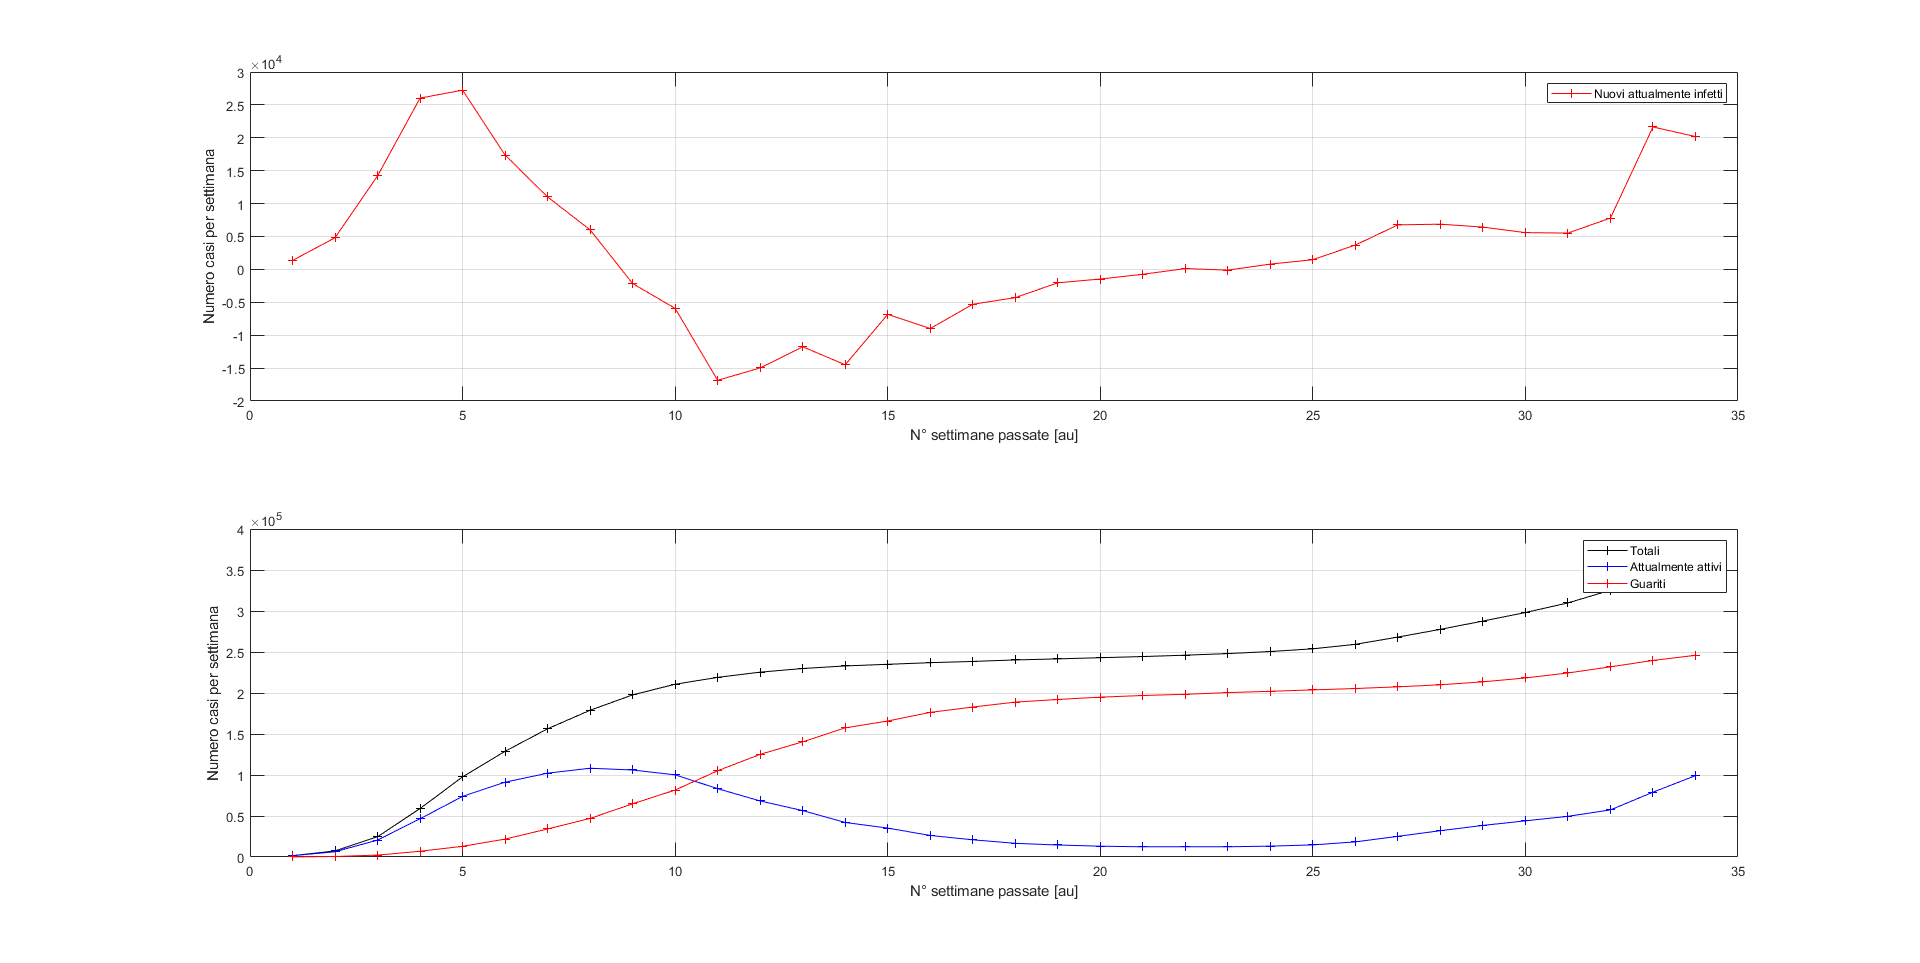 ×10^4
3
2.5
2
1.5
1
0.5
0
-0.5
-1
-1.5
-2
Numero casi per settimana
Nuovi attualmente infetti
0 5 10 15 20 25 30 35
N° settimane passate [au]
×10^5
4
3.5
3
2.5
2
1.5
1
0.5
0
Numero casi per settimana
Totali
Attualmente attivi
Guariti
0 5 10 15 20 25 30 35
N° settimane passate [au]